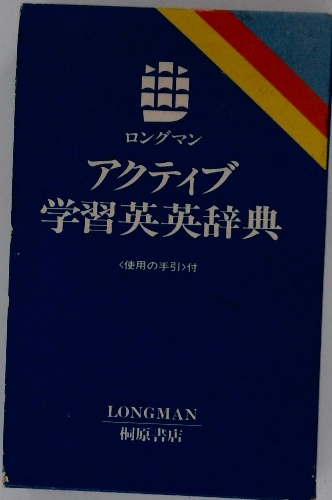 ロングマン
アクティブ
学習英英辞典
〈使用の手引〉付
LONGMAN
桐原書店